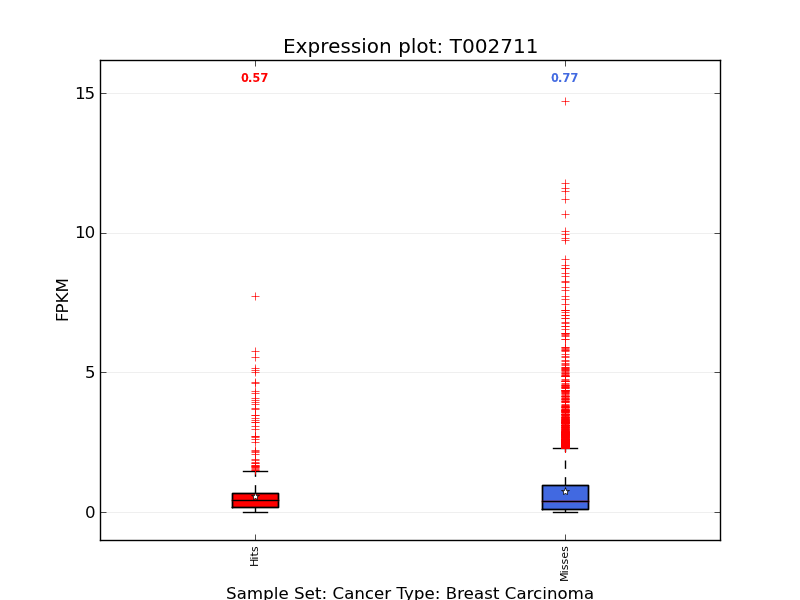 Expression plot: T002711
0.57
0.77
15
10
5
0
FPKM
Hits
Misses
Sample Set: Cancer Type: Breast Carcinoma